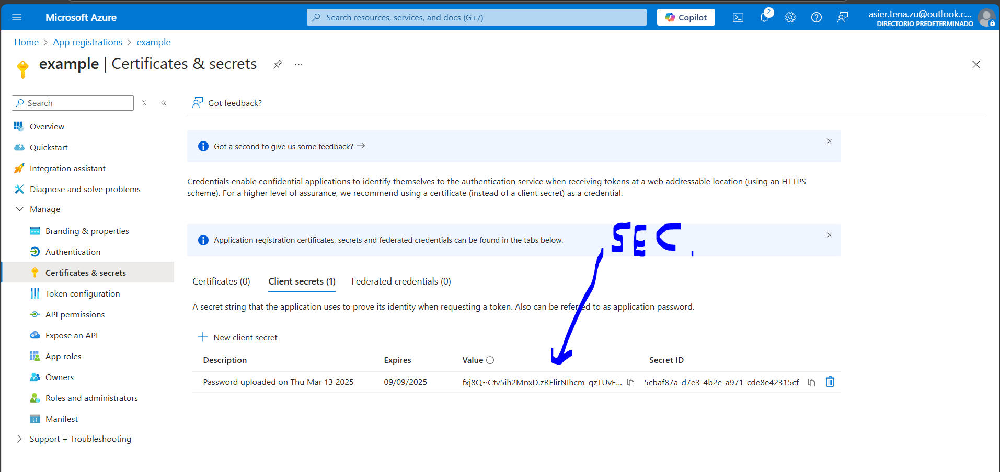 Microsoft Azure
Search resources, services, and docs (G+/)
Copilot
2
asier.tena.zu@outlook.c...
DIRECTORIO PREDETERMINADO
Home > App registrations > example
example | Certificates & secrets
...
Search
Got feedback?
Overview
Quickstart
Integration assistant
Diagnose and solve problems
Manage
Branding & properties
Authentication
Certificates & secrets
Token configuration
API permissions
Expose an API
App roles
Owners
Roles and administrators
Manifest
Support + Troubleshooting
Got a second to give us some feedback? →
Credentials enable confidential applications to identify themselves to the authentication service when receiving tokens at a web addressable location (using an HTTPS
scheme). For a higher level of assurance, we recommend using a certificate (instead of a client secret) as a credential.
SEC.
Application registration certificates, secrets and federated credentials can be found in the tabs below.
Certificates (0) Client secrets (1) Federated credentials (0)
A secret string that the application uses to prove its identity when requesting a token. Also can be referred to as application password.
New client secret
Description Expires Value Secret ID
Password uploaded on Thu Mar 13 2025 09/09/2025 fxj8Q~Ctv5ih2MnxD.zRFlirNIhcm_qzTUvE... 5cbaf87a-d7e3-4b2e-a971-cde8e42315cf